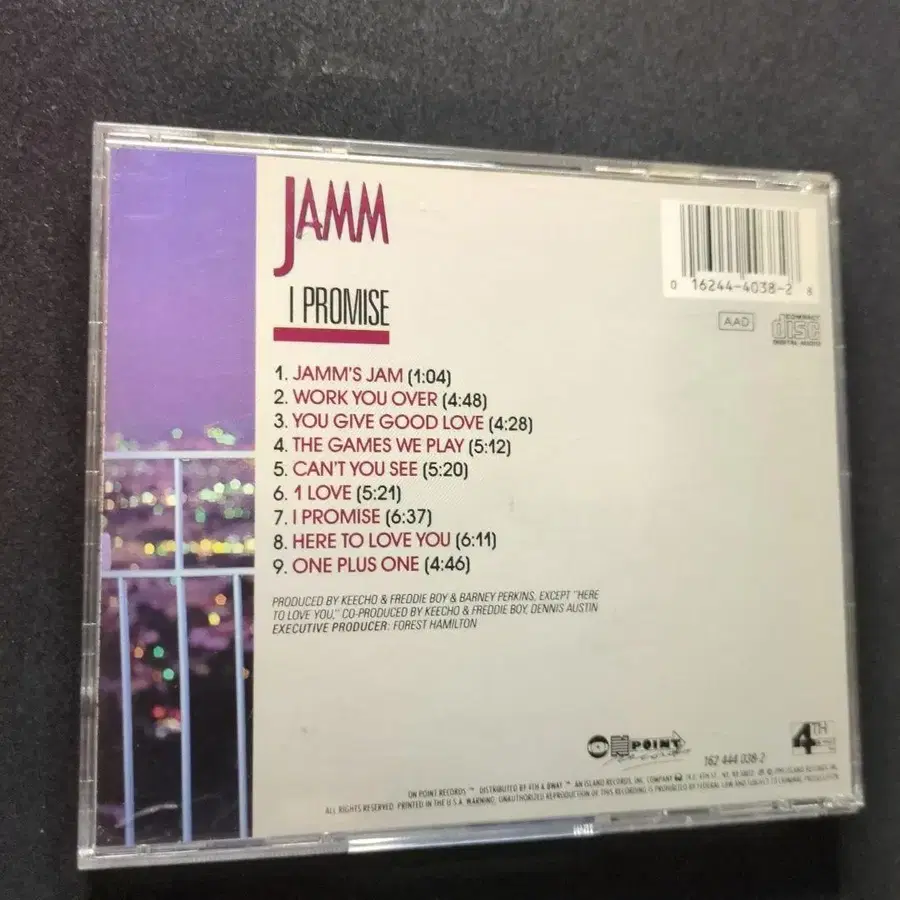 JAMM
I PROMISE
0 16244-4038-2 8
AAD
COMPACT
disc
DIGITAL AUDIO
1. JAMM'S JAM (1:04)
2. WORK YOU OVER (4:48)
3. YOU GIVE GOOD LOVE (4:28)
4. THE GAMES WE PLAY (5:12)
5. CAN'T YOU SEE (5:20)
6. 1 LOVE (5:21)
7. I PROMISE (6:37)
8. HERE TO LOVE YOU (6:11)
9. ONE PLUS ONE (4:46)
PRODUCED BY KEECHO & FREDDIE BOY & BARNEY PERKINS, EXCEPT "HERE
TO LOVE YOU," CO-PRODUCED BY KEECHO & FREDDIE BOY, DENNIS AUSTIN
EXECUTIVE PRODUCER: FOREST HAMILTON
ON POINT
records
4TH
162 444 038-2
ON POINT RECORDS™ DISTRIBUTED BY 4TH & BWAY™ AN ISLAND RECORDS, INC. COMPANY
ALL RIGHTS RESERVED. PRINTED IN THE U.S.A. WARNING: UNAUTHORIZED REPRODUCTION OF THIS RECORDING IS PROHIBITED BY FEDERAL LAW AND SUBJECT TO CRIMINAL PROSECUTION.